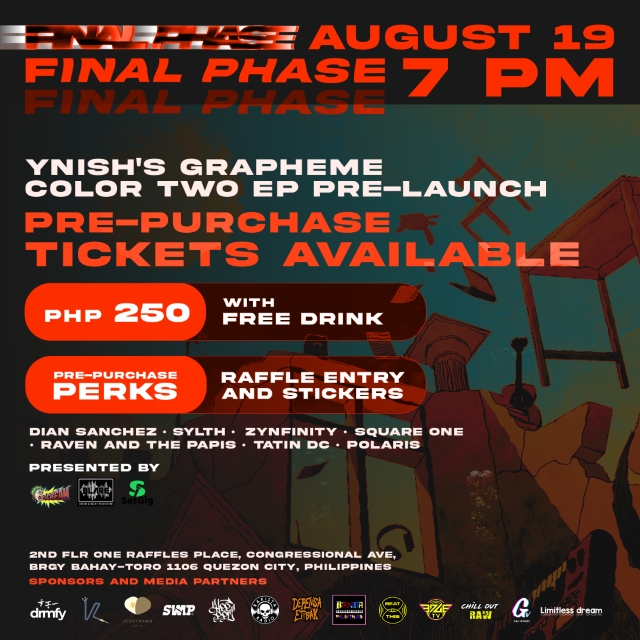 FINAL PHASE
FINAL PHASE
FINAL PHASE
AUGUST 19
7 PM
YNISH'S GRAPHEME
COLOR TWO EP PRE-LAUNCH
PRE-PURCHASE
TICKETS AVAILABLE
PHP 250
WITH
FREE DRINK
PRE-PURCHASE
PERKS
RAFFLE ENTRY
AND STICKERS
DIAN SANCHEZ · SYLTH · ZYNFINITY · SQUARE ONE
· RAVEN AND THE PAPIS · TATIN DC · POLARIS
PRESENTED BY
SetGig
2ND FLR ONE RAFFLES PLACE, CONGRESSIONAL AVE,
BRGY BAHAY-TORO 1106 QUEZON CITY, PHILIPPINES
SPONSORS AND MEDIA PARTNERS
drmfy
SWLP
DEPENSA
CHILL OUT
RAW
Limitless dream